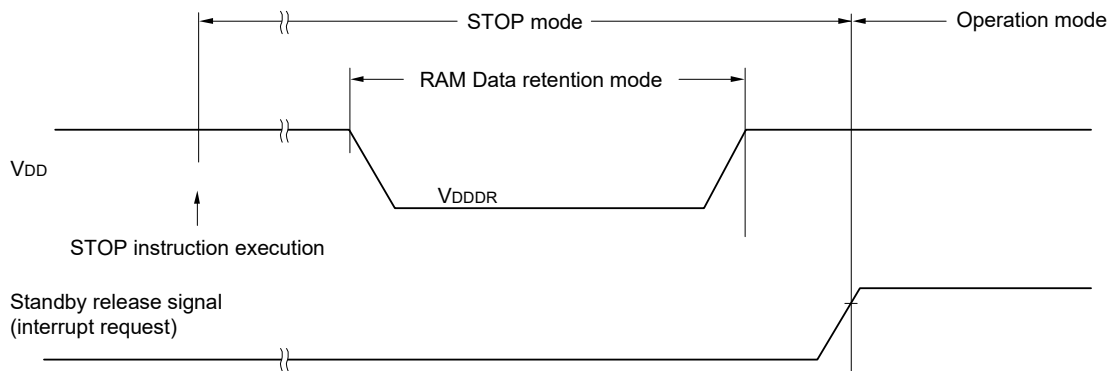 STOP mode
Operation mode
RAM Data retention mode
VDD
VDDDR
STOP instruction execution
Standby release signal
(interrupt request)